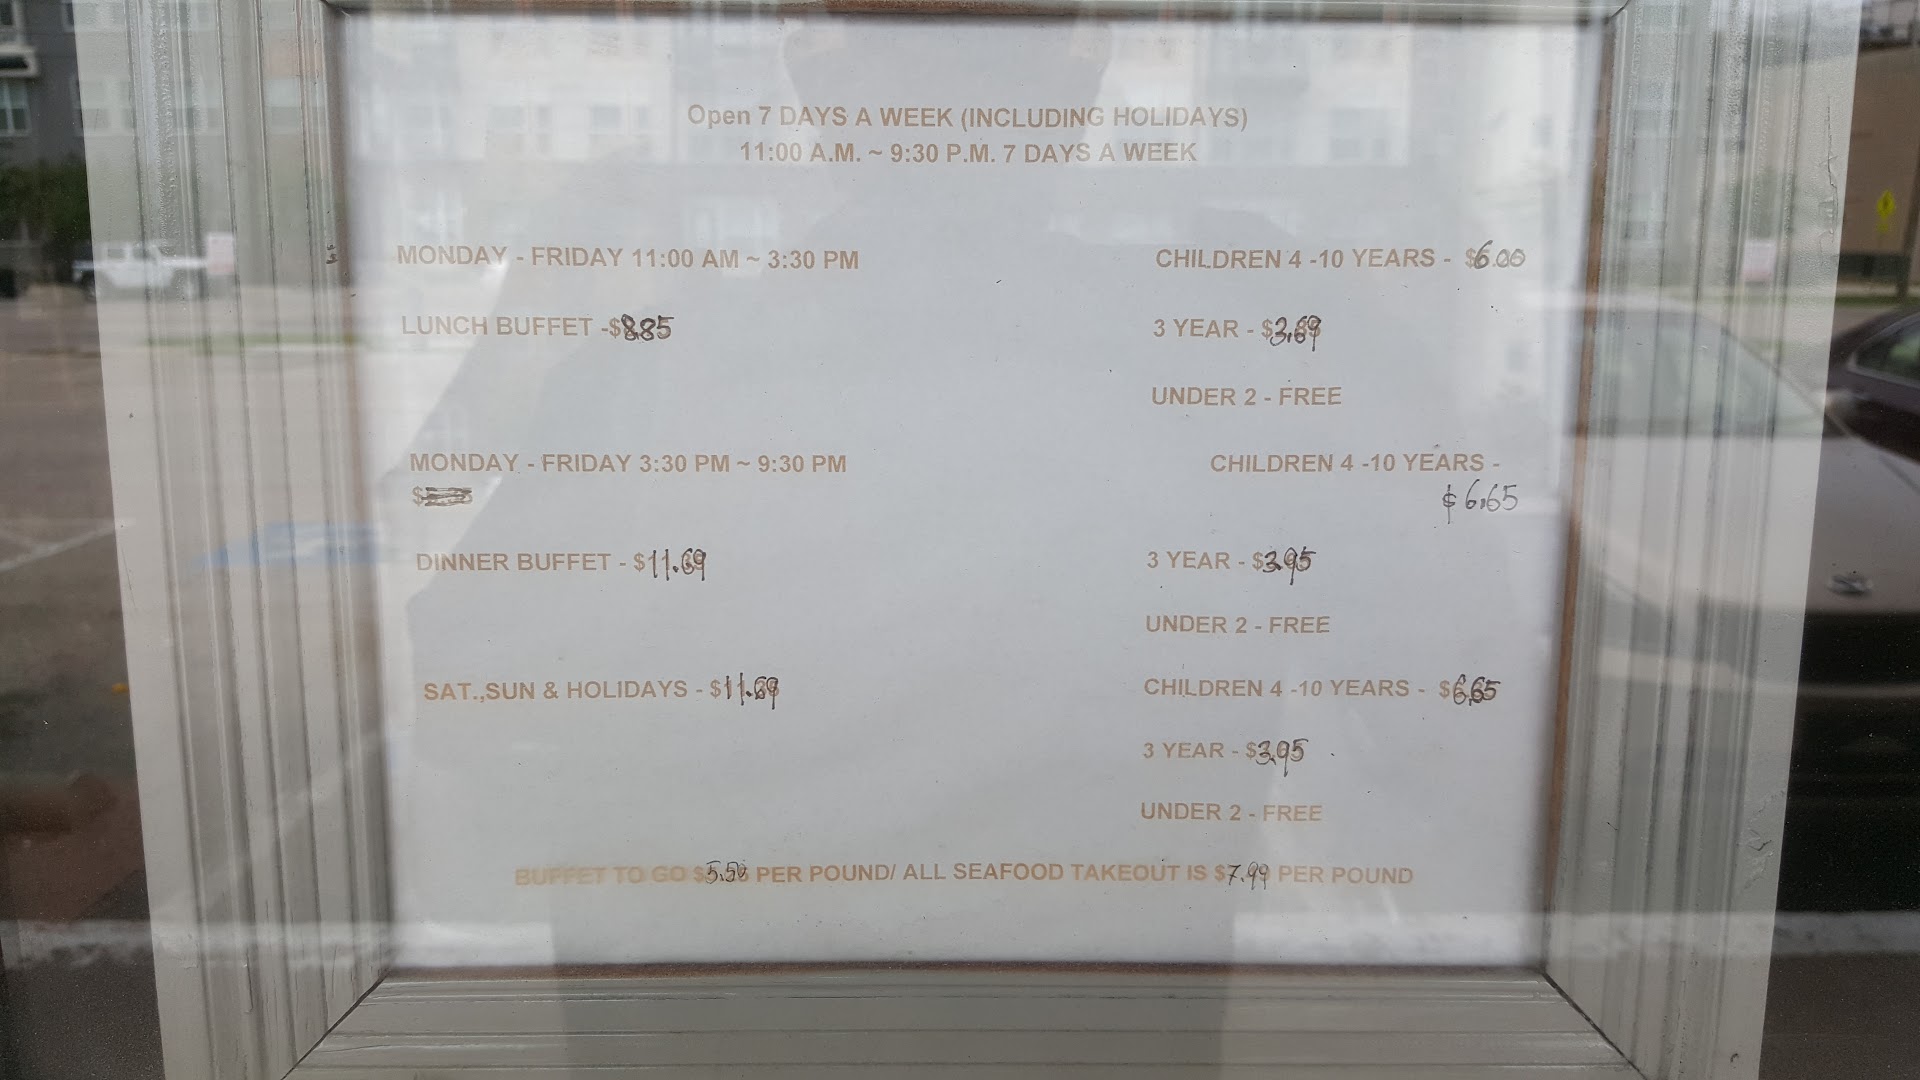 Open 7 DAYS A WEEK (INCLUDING HOLIDAYS)
11:00 A.M. ~ 9:30 P.M. 7 DAYS A WEEK
MONDAY - FRIDAY 11:00 AM ~ 3:30 PM
LUNCH BUFFET -$8.85
CHILDREN 4 -10 YEARS - $6.00
3 YEAR - $3.69
UNDER 2 - FREE
MONDAY - FRIDAY 3:30 PM ~ 9:30 PM
$
DINNER BUFFET - $11.69
CHILDREN 4 -10 YEARS -
$6.65
3 YEAR - $3.95
UNDER 2 - FREE
SAT.,SUN & HOLIDAYS - $11.69
CHILDREN 4 -10 YEARS - $6.65
3 YEAR - $3.95
UNDER 2 - FREE
BUFFET TO GO $5.50 PER POUND/ ALL SEAFOOD TAKEOUT IS $7.99 PER POUND